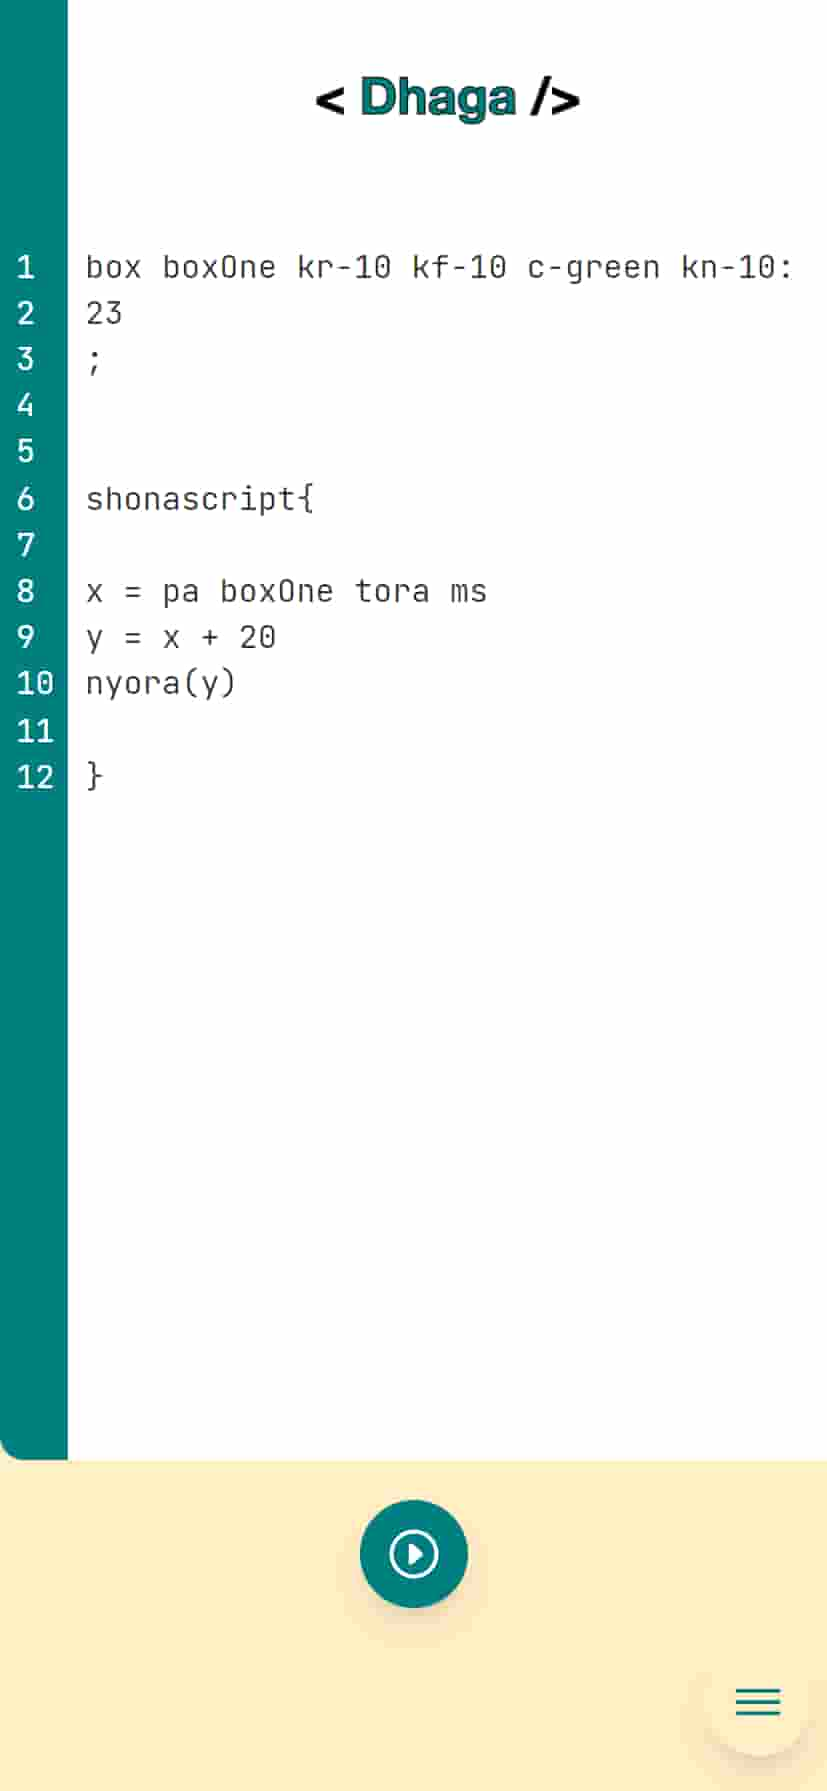 < Dhaga />
1 box boxOne kr-10 kf-10 c-green kn-10:
2 23
3 ;
4
5
6 shonascript{
7
8 x = pa boxOne tora ms
9 y = x + 20
10 nyora(y)
11
12 }